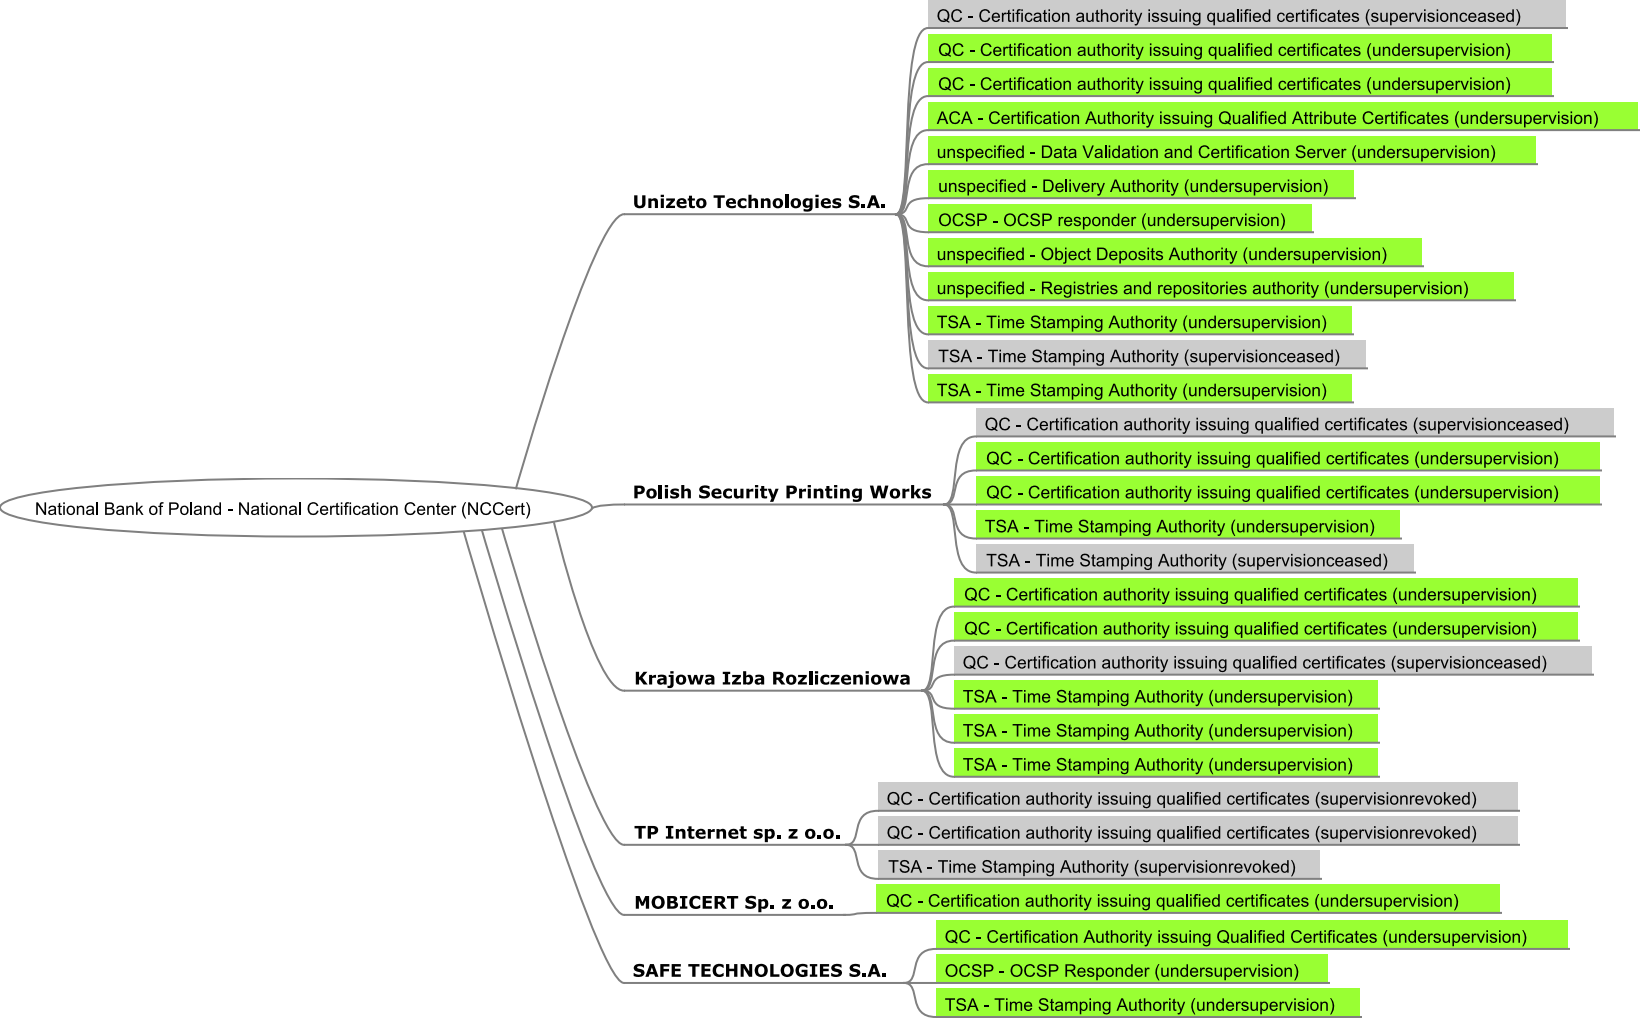 National Bank of Poland - National Certification Center (NCCert)
Unizeto Technologies S.A.
QC - Certification authority issuing qualified certificates (supervisionceased)
QC - Certification authority issuing qualified certificates (undersupervision)
QC - Certification authority issuing qualified certificates (undersupervision)
ACA - Certification Authority issuing Qualified Attribute Certificates (undersupervision)
unspecified - Data Validation and Certification Server (undersupervision)
unspecified - Delivery Authority (undersupervision)
OCSP - OCSP responder (undersupervision)
unspecified - Object Deposits Authority (undersupervision)
unspecified - Registries and repositories authority (undersupervision)
TSA - Time Stamping Authority (undersupervision)
TSA - Time Stamping Authority (supervisionceased)
TSA - Time Stamping Authority (undersupervision)
Polish Security Printing Works
QC - Certification authority issuing qualified certificates (supervisionceased)
QC - Certification authority issuing qualified certificates (undersupervision)
QC - Certification authority issuing qualified certificates (undersupervision)
TSA - Time Stamping Authority (undersupervision)
TSA - Time Stamping Authority (supervisionceased)
Krajowa Izba Rozliczeniowa
QC - Certification authority issuing qualified certificates (undersupervision)
QC - Certification authority issuing qualified certificates (undersupervision)
QC - Certification authority issuing qualified certificates (supervisionceased)
TSA - Time Stamping Authority (undersupervision)
TSA - Time Stamping Authority (undersupervision)
TSA - Time Stamping Authority (undersupervision)
TP Internet sp. z o.o.
QC - Certification authority issuing qualified certificates (supervisionrevoked)
QC - Certification authority issuing qualified certificates (supervisionrevoked)
TSA - Time Stamping Authority (supervisionrevoked)
MOBICERT Sp. z o.o.
QC - Certification authority issuing qualified certificates (undersupervision)
SAFE TECHNOLOGIES S.A.
QC - Certification Authority issuing Qualified Certificates (undersupervision)
OCSP - OCSP Responder (undersupervision)
TSA - Time Stamping Authority (undersupervision)